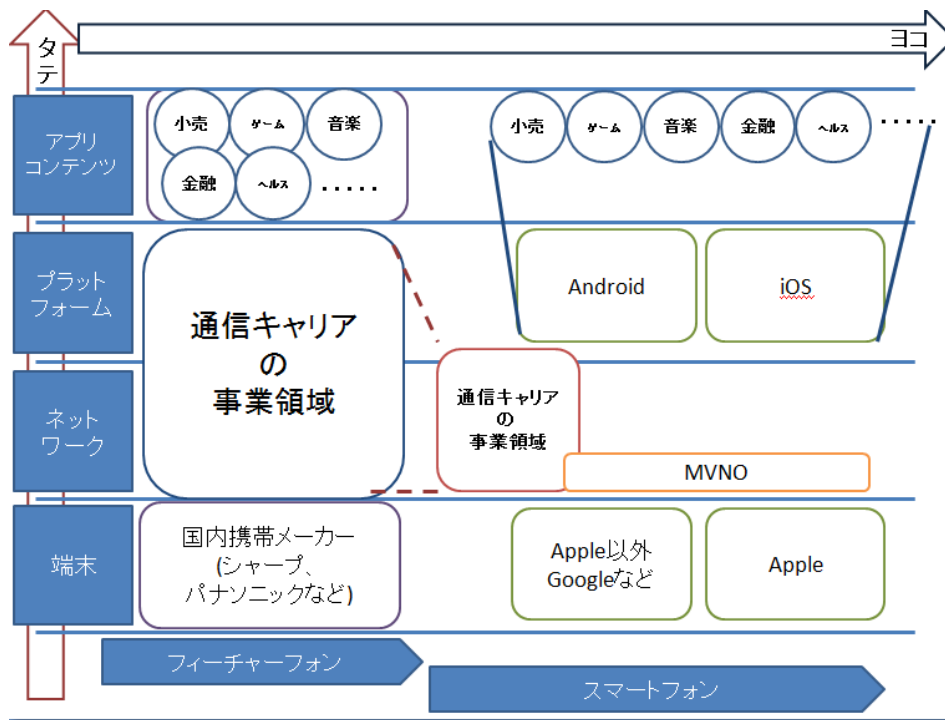 タ
テ
ヨコ
アプリ
コンテンツ
小売
ゲーム
音楽
金融
ヘルス
・・・・・
小売
ゲーム
音楽
金融
ヘルス
・・・・・
プラット
フォーム
通信キャリア
の
事業領域
Android
iOS
ネット
ワーク
通信キャリア
の
事業領域
MVNO
端末
国内携帯メーカー
(シャープ、
パナソニックなど)
Apple以外
Googleなど
Apple
フィーチャーフォン
スマートフォン